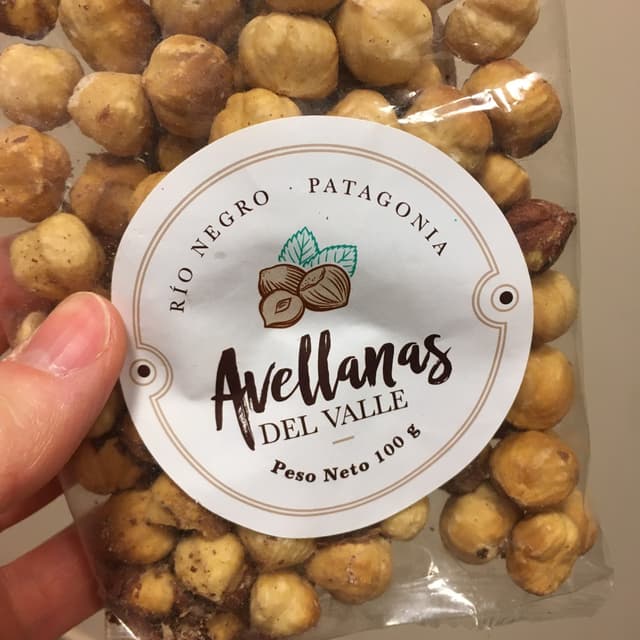 RÍO NEGRO · PATAGONIA
Avellanas
DEL VALLE
Peso Neto 100 g